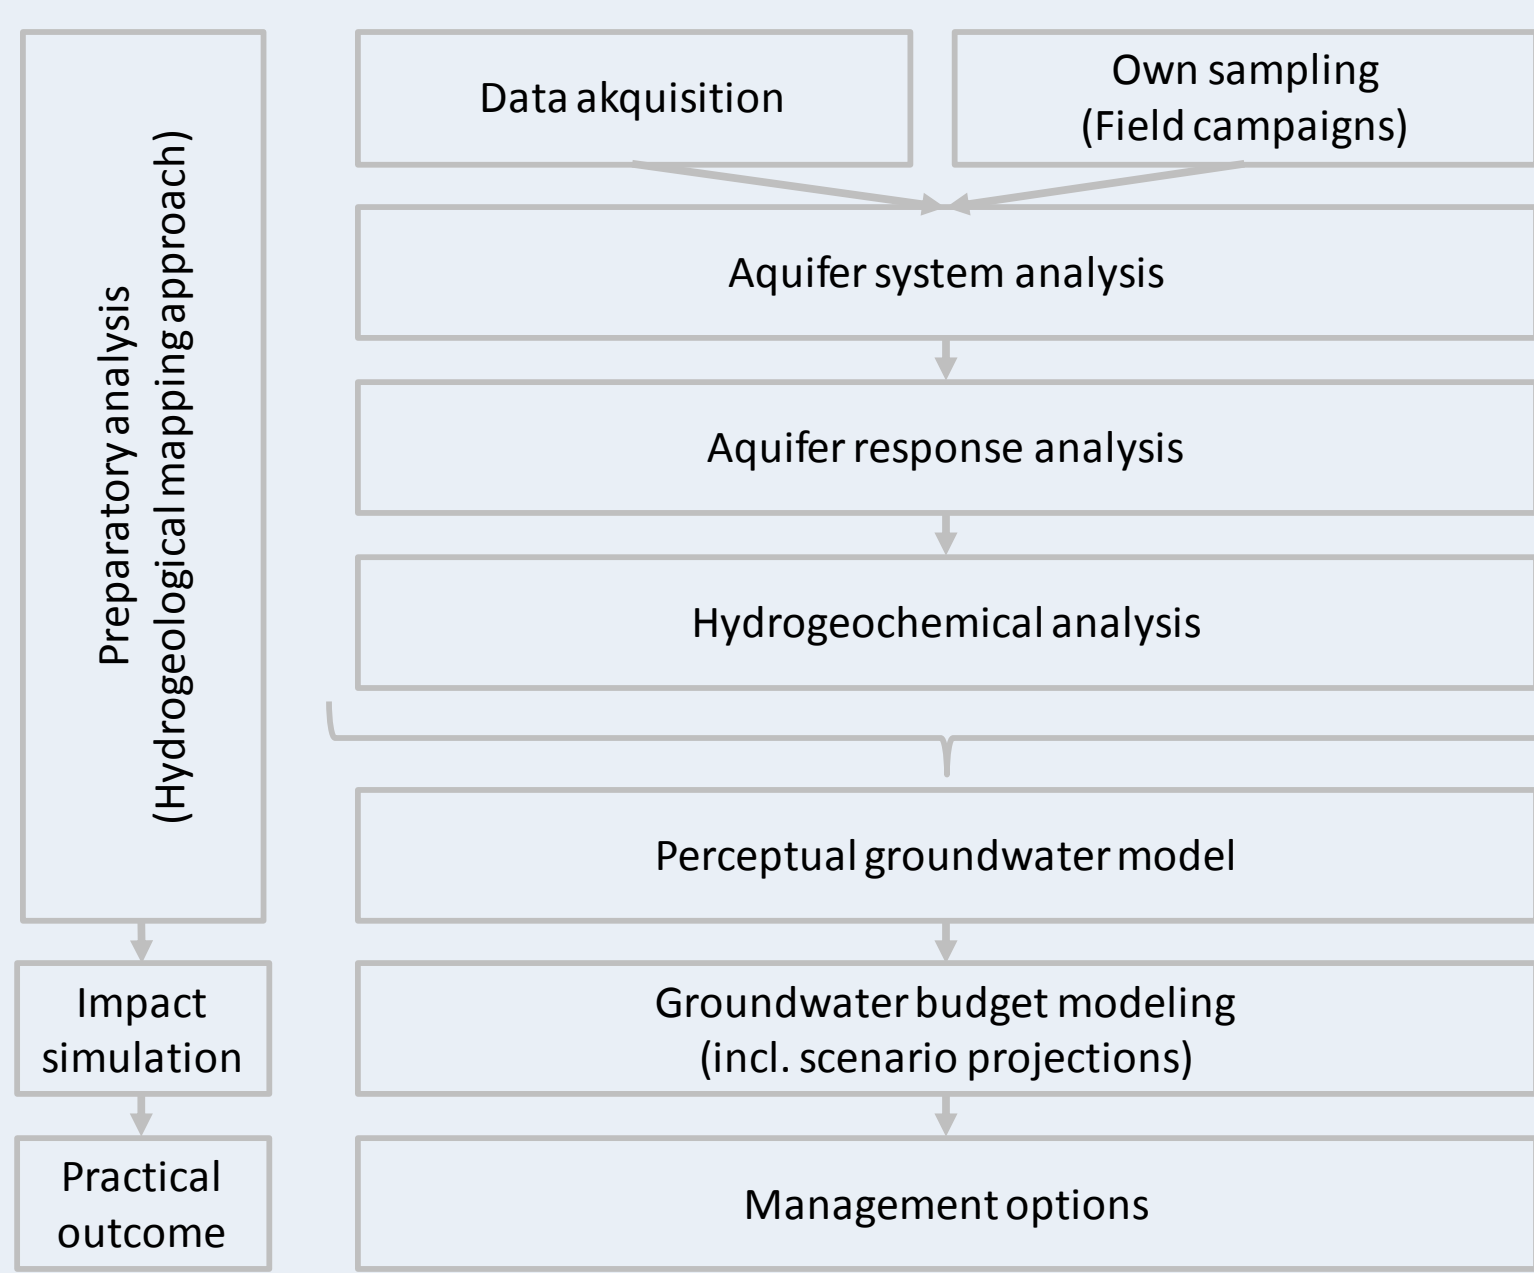 Preparatory analysis
(Hydrogeological mapping approach)
Data akquisition
Own sampling
(Field campaigns)
Aquifer system analysis
Aquifer response analysis
Hydrogeochemical analysis
Perceptual groundwater model
Impact
simulation
Groundwater budget modeling
(incl. scenario projections)
Practical
outcome
Management options